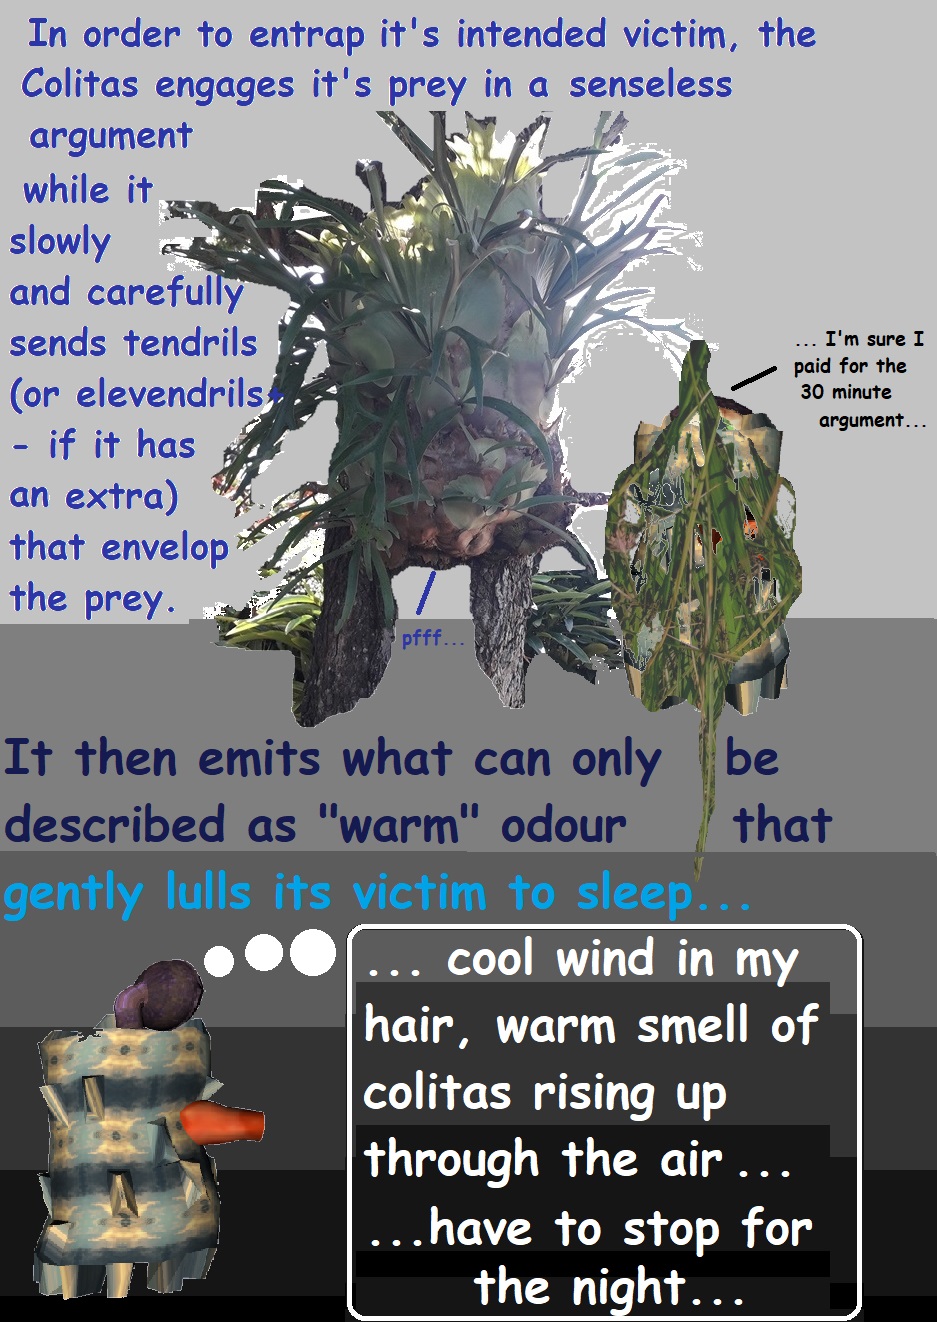 In order to entrap it's intended victim, the
Colitas engages it's prey in a senseless
argument
while it
slowly
and carefully
sends tendrils
(or elevendrils
- if it has
an extra)
that envelop
the prey.
... I'm sure I
paid for the
30 minute
argument...
pfff...
It then emits what can only be
described as "warm" odour that
gently lulls its victim to sleep...
... cool wind in my
hair, warm smell of
colitas rising up
through the air ...
...have to stop for
the night...